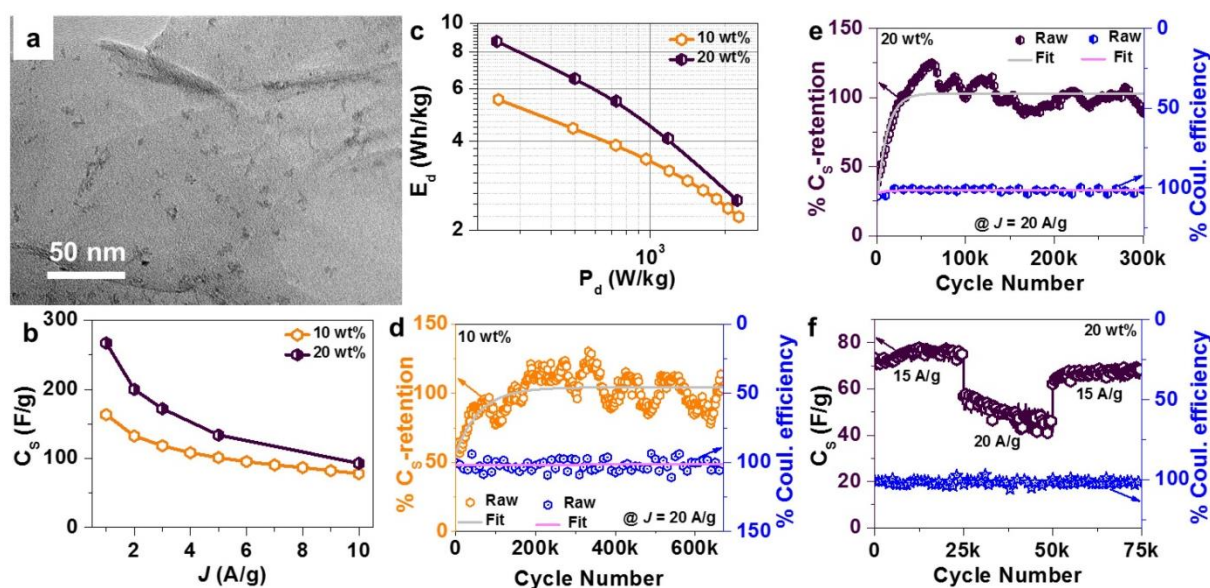 a
50 nm
b
300
200
100
0
C_s (F/g)
10 wt%
20 wt%
2
4
6
8
10
J (A/g)
c
10
8
6
4
2
E_d (Wh/kg)
10 wt%
20 wt%
10³
P_d (W/kg)
d
10 wt%
150
100
50
0
% C_s-retention
Raw
Fit
Raw
Fit
@ J = 20 A/g
0
50
100
150
% Coul. efficiency
0
200k
400k
600k
Cycle Number
e
20 wt%
150
125
100
75
50
25
0
% C_s-retention
Raw
Fit
Raw
Fit
@ J = 20 A/g
0
50
100
% Coul. efficiency
0
100k
200k
300k
Cycle Number
f
20 wt%
80
60
40
20
0
C_s (F/g)
15 A/g
20 A/g
15 A/g
0
50
100
% Coul. efficiency
0
25k
50k
75k
Cycle Number